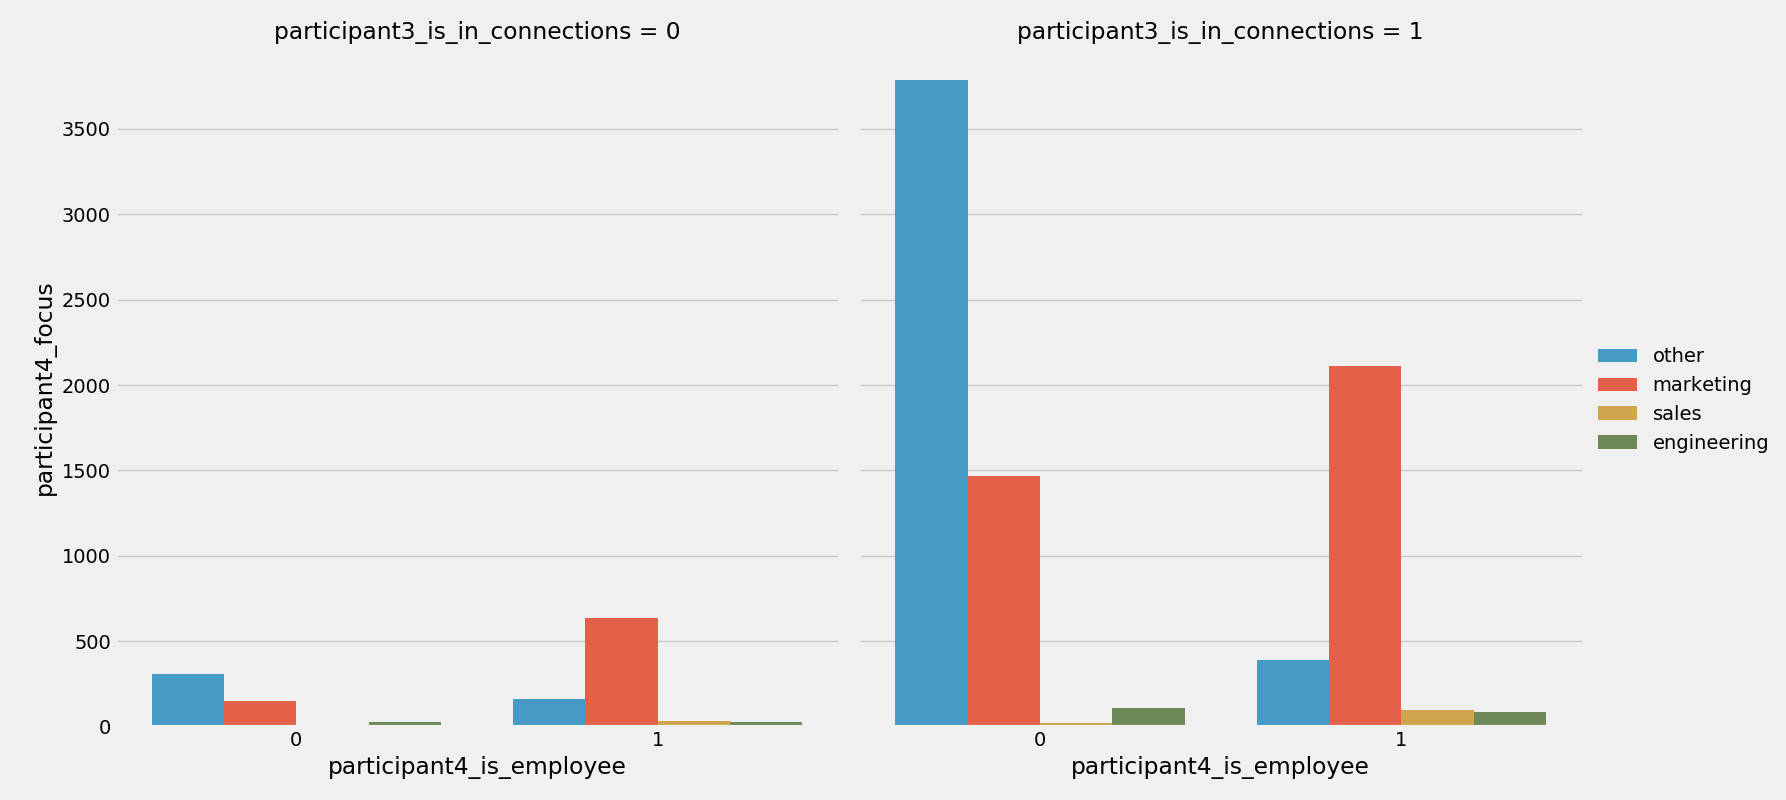 participant3_is_in_connections = 0
participant3_is_in_connections = 1
participant4_focus
3500
3000
2500
2000
1500
1000
500
0
0
1
0
1
participant4_is_employee
participant4_is_employee
other
marketing
sales
engineering